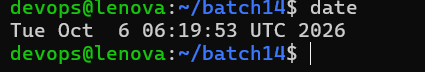 devops@lenova:~/batch14$ date
Tue Oct  6 06:19:53 UTC 2026
devops@lenova:~/batch14$